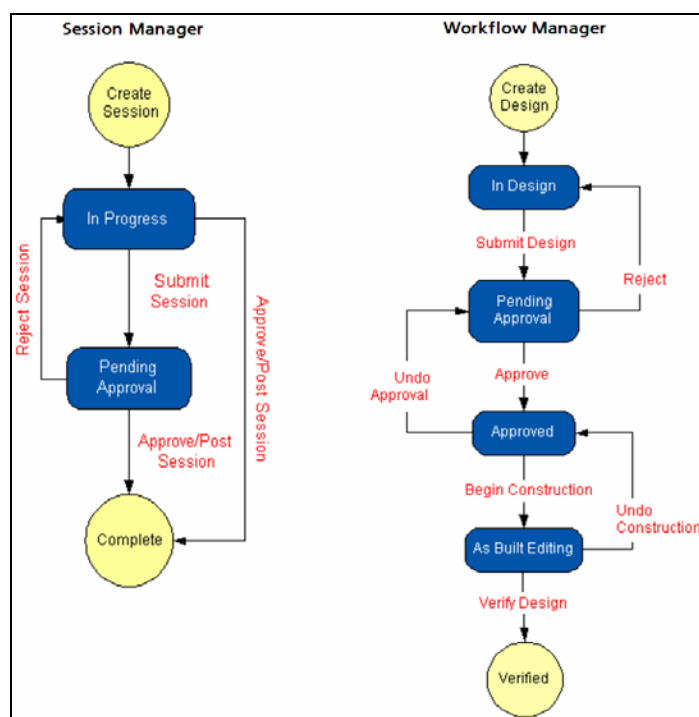 Session Manager
Create
Session
In Progress
Reject Session
Submit
Session
Approve/Post Session
Pending
Approval
Approve/Post
Session
Complete
Workflow Manager
Create
Design
In Design
Submit Design
Reject
Pending
Approval
Undo
Approval
Approve
Approved
Begin Construction
Undo
Construction
As Built Editing
Verify Design
Verified